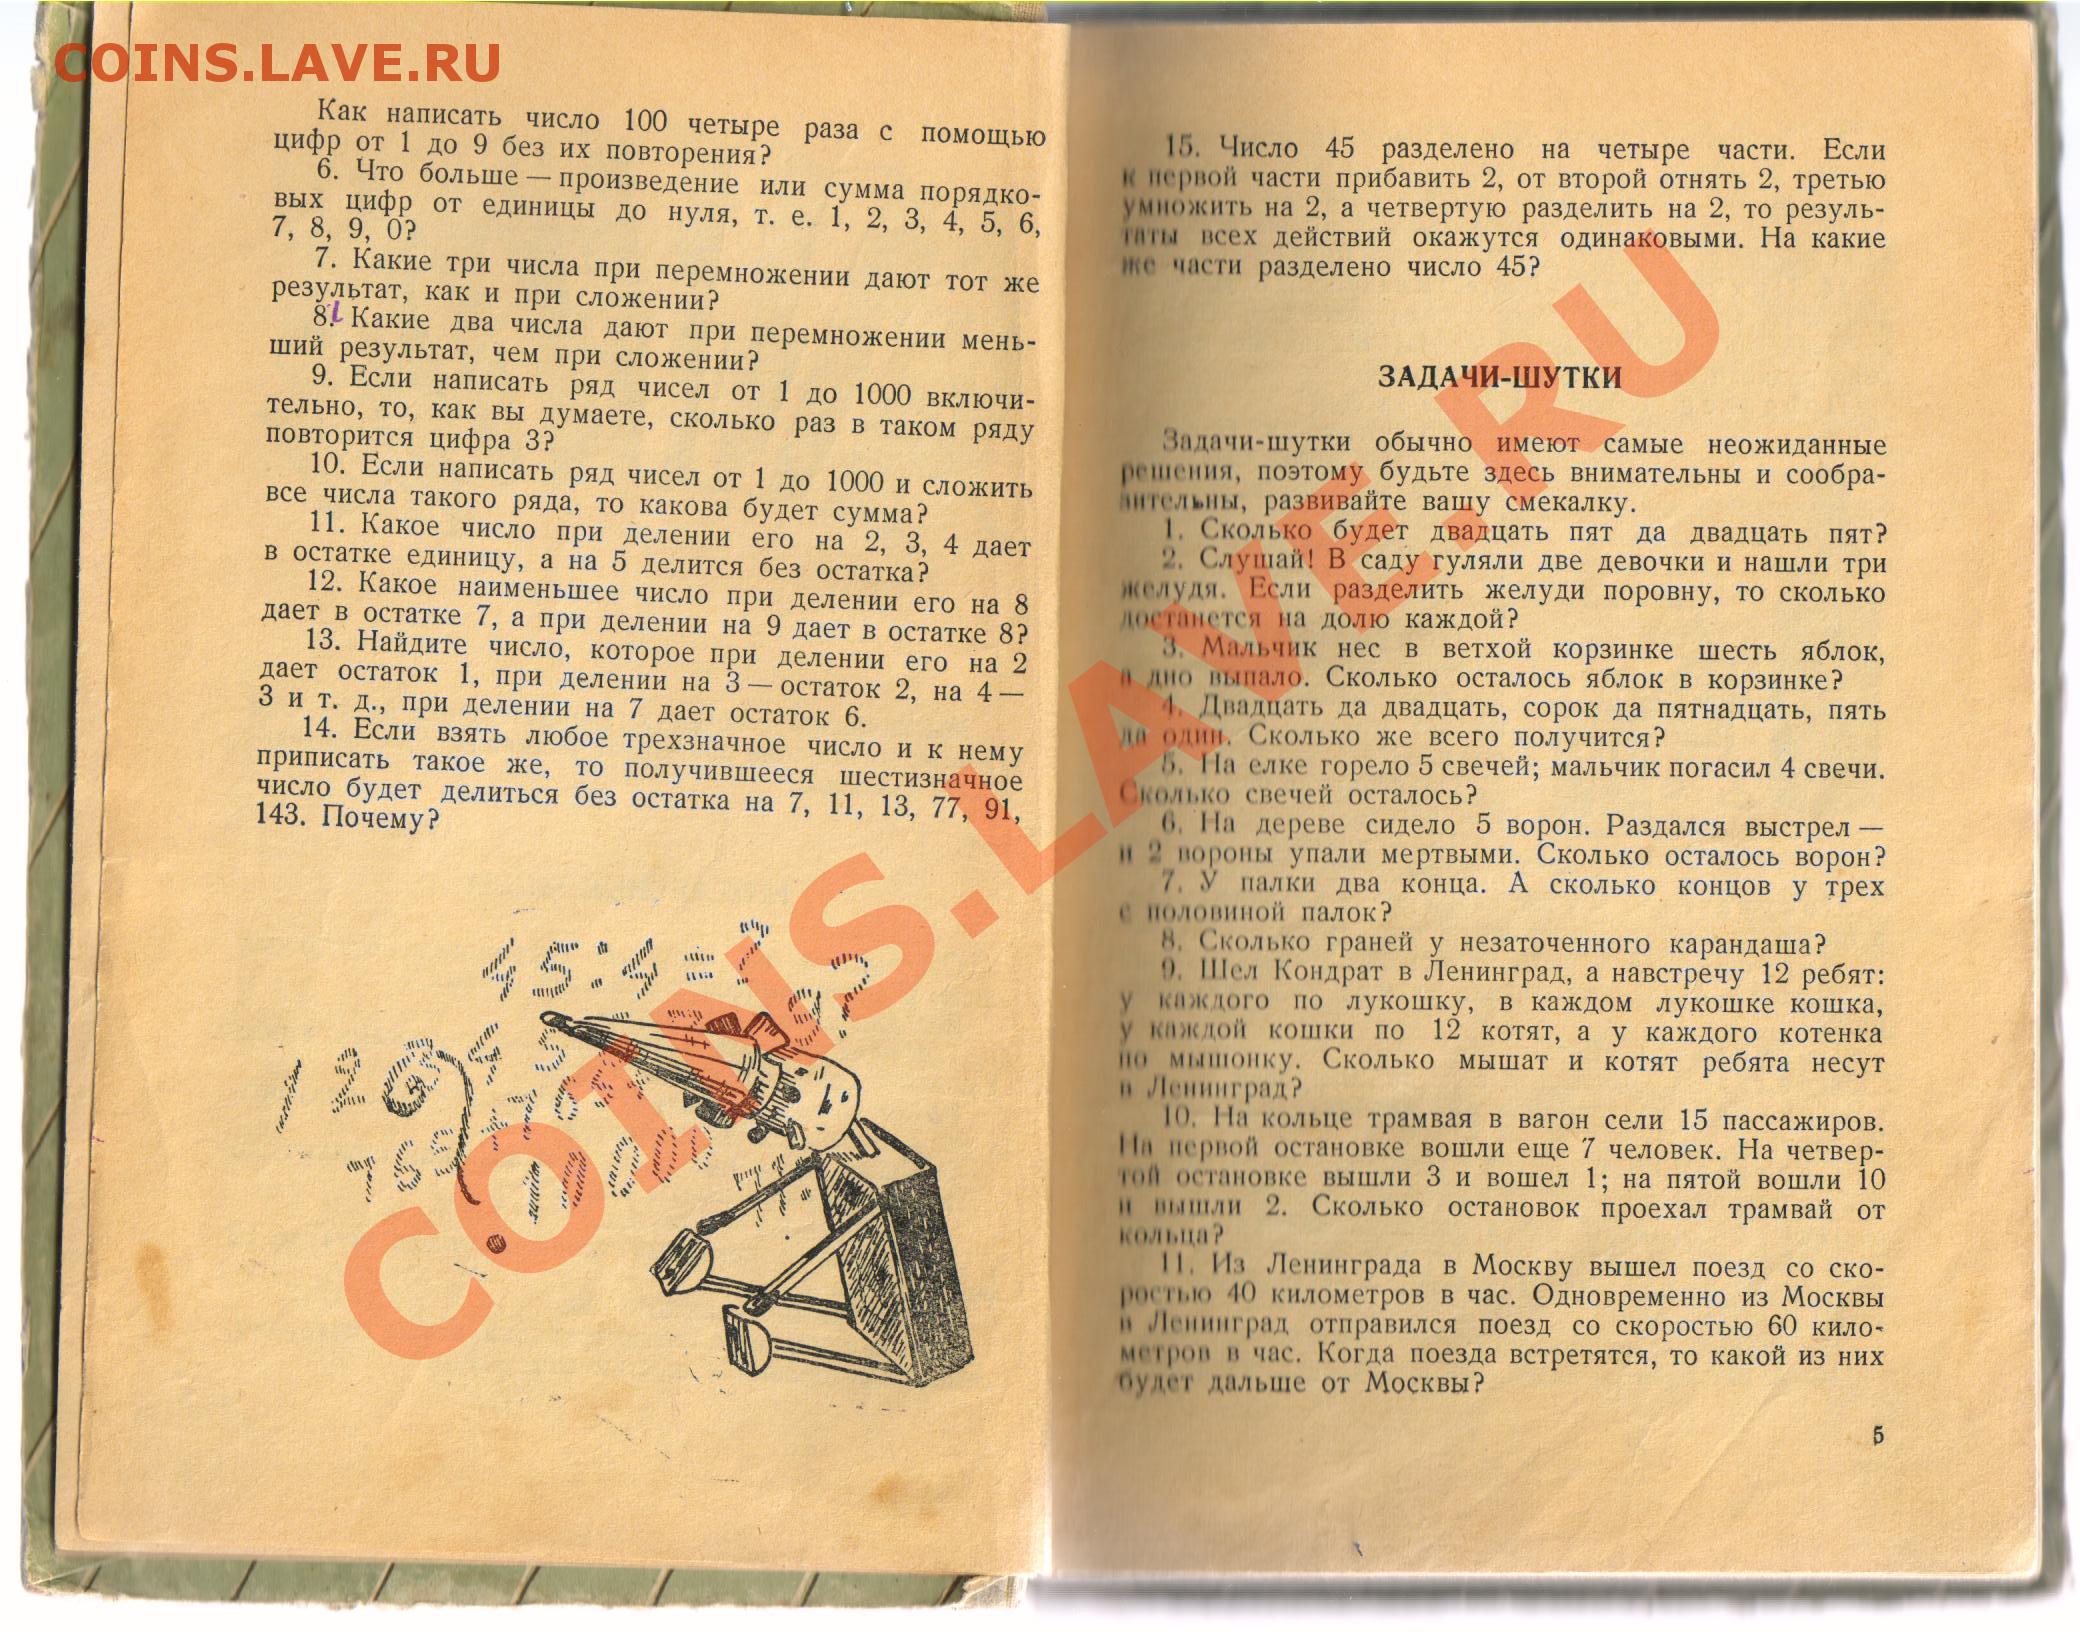 COINS.LAVE.RU
Как написать число 100 четыре раза с помощью
цифр от 1 до 9 без их повторения?
6. Что больше — произведение или сумма порядко-
вых цифр от единицы до нуля, т. е. 1, 2, 3, 4, 5, 6,
7, 8, 9, 0?
7. Какие три числа при перемножении дают тот же
результат, как и при сложении?
8. Какие два числа дают при перемножении мень-
ший результат, чем при сложении?
9. Если написать ряд чисел от 1 до 1000 включи-
тельно, то, как вы думаете, сколько раз в таком ряду
повторится цифра 3?
10. Если написать ряд чисел от 1 до 1000 и сложить
все числа такого ряда, то какова будет сумма?
11. Какое число при делении его на 2, 3, 4 дает
в остатке единицу, а на 5 делится без остатка?
12. Какое наименьшее число при делении его на 8
дает в остатке 7, а при делении на 9 дает в остатке 8?
13. Найдите число, которое при делении его на 2
дает остаток 1, при делении на 3 — остаток 2, на 4 —
3 и т. д., при делении на 7 дает остаток 6.
14. Если взять любое трехзначное число и к нему
приписать такое же, то получившееся шестизначное
число будет делиться без остатка на 7, 11, 13, 77, 91,
143. Почему?
45:4=?
15. Число 45 разделено на четыре части. Если
к первой части прибавить 2, от второй отнять 2, третью
умножить на 2, а четвертую разделить на 2, то резуль-
таты всех действий окажутся одинаковыми. На какие
же части разделено число 45?
ЗАДАЧИ-ШУТКИ
Задачи-шутки обычно имеют самые неожиданные
решения, поэтому будьте здесь внимательны и сообра-
зительны, развивайте вашу смекалку.
1. Сколько будет двадцать пят да двадцать пят?
2. Слушай! В саду гуляли две девочки и нашли три
желудя. Если разделить желуди поровну, то сколько
достанется на долю каждой?
3. Мальчик нес в ветхой корзинке шесть яблок,
а дно выпало. Сколько осталось яблок в корзинке?
4. Двадцать да двадцать, сорок да пятнадцать, пять
да один. Сколько же всего получится?
5. На елке горело 5 свечей; мальчик погасил 4 свечи.
Сколько свечей осталось?
6. На дереве сидело 5 ворон. Раздался выстрел —
и 2 вороны упали мертвыми. Сколько осталось ворон?
7. У палки два конца. А сколько концов у трех
с половиной палок?
8. Сколько граней у незаточенного карандаша?
9. Шел Кондрат в Ленинград, а навстречу 12 ребят:
у каждого по лукошку, в каждом лукошке кошка,
у каждой кошки по 12 котят, а у каждого котенка
по мышонку. Сколько мышат и котят ребята несут
в Ленинград?
10. На кольце трамвая в вагон сели 15 пассажиров.
На первой остановке вошли еще 7 человек. На четвер-
той остановке вышли 3 и вошел 1; на пятой вошли 10
и вышли 2. Сколько остановок проехал трамвай от
кольца?
11. Из Ленинграда в Москву вышел поезд со ско-
ростью 40 километров в час. Одновременно из Москвы
в Ленинград отправился поезд со скоростью 60 кило-
метров в час. Когда поезда встретятся, то какой из них
будет дальше от Москвы?
5
COINS.LAVE.RU